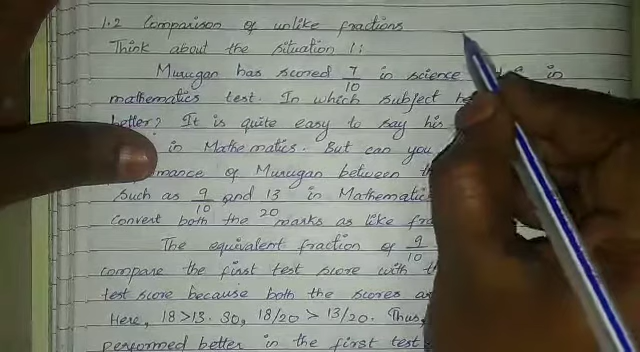 1.2 Comparison of unlike fractions
Think about the situation 1:
Murugan has scored 7/10 in science in
mathematics test. In which subject
better? It is quite easy to say his
in Mathematics. But can you
mance of Murugan between
such as 9/10 and 13/20 in Mathematic
convert both the marks as like fra
The equivalent fraction of 9/10
compare the first test score with
test score because both the scores
Here, 18>13. SO, 18/20 > 13/20. Thus,
performed better in the first test.